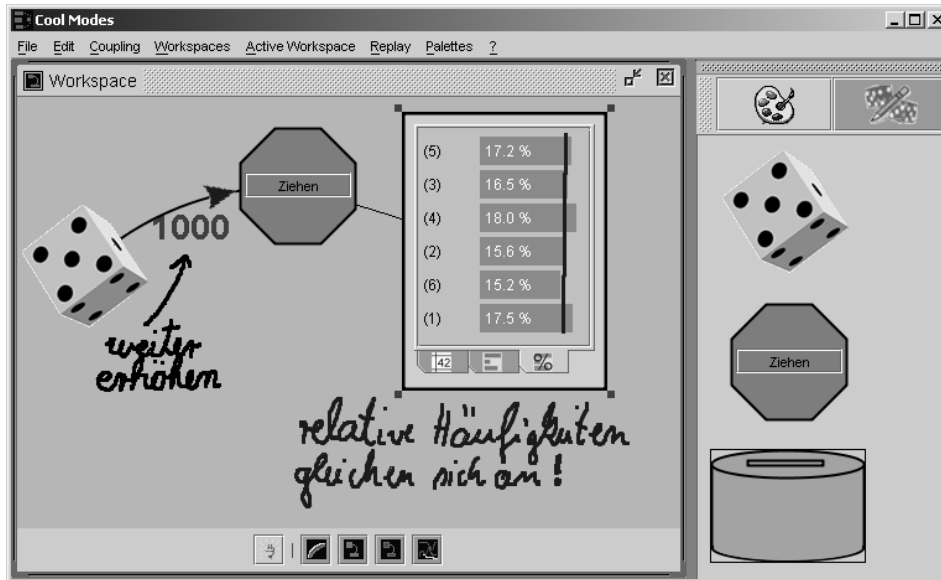 Cool Modes
File Edit Coupling Workspaces Active Workspace Replay Palettes ?
Workspace
Ziehen
1000
(5) 17.2 %
(3) 16.5 %
(4) 18.0 %
(2) 15.6 %
(6) 15.2 %
(1) 17.5 %
42 %
weiter
erhöhen
relative Häufigkeiten
gleichen sich an!
Ziehen